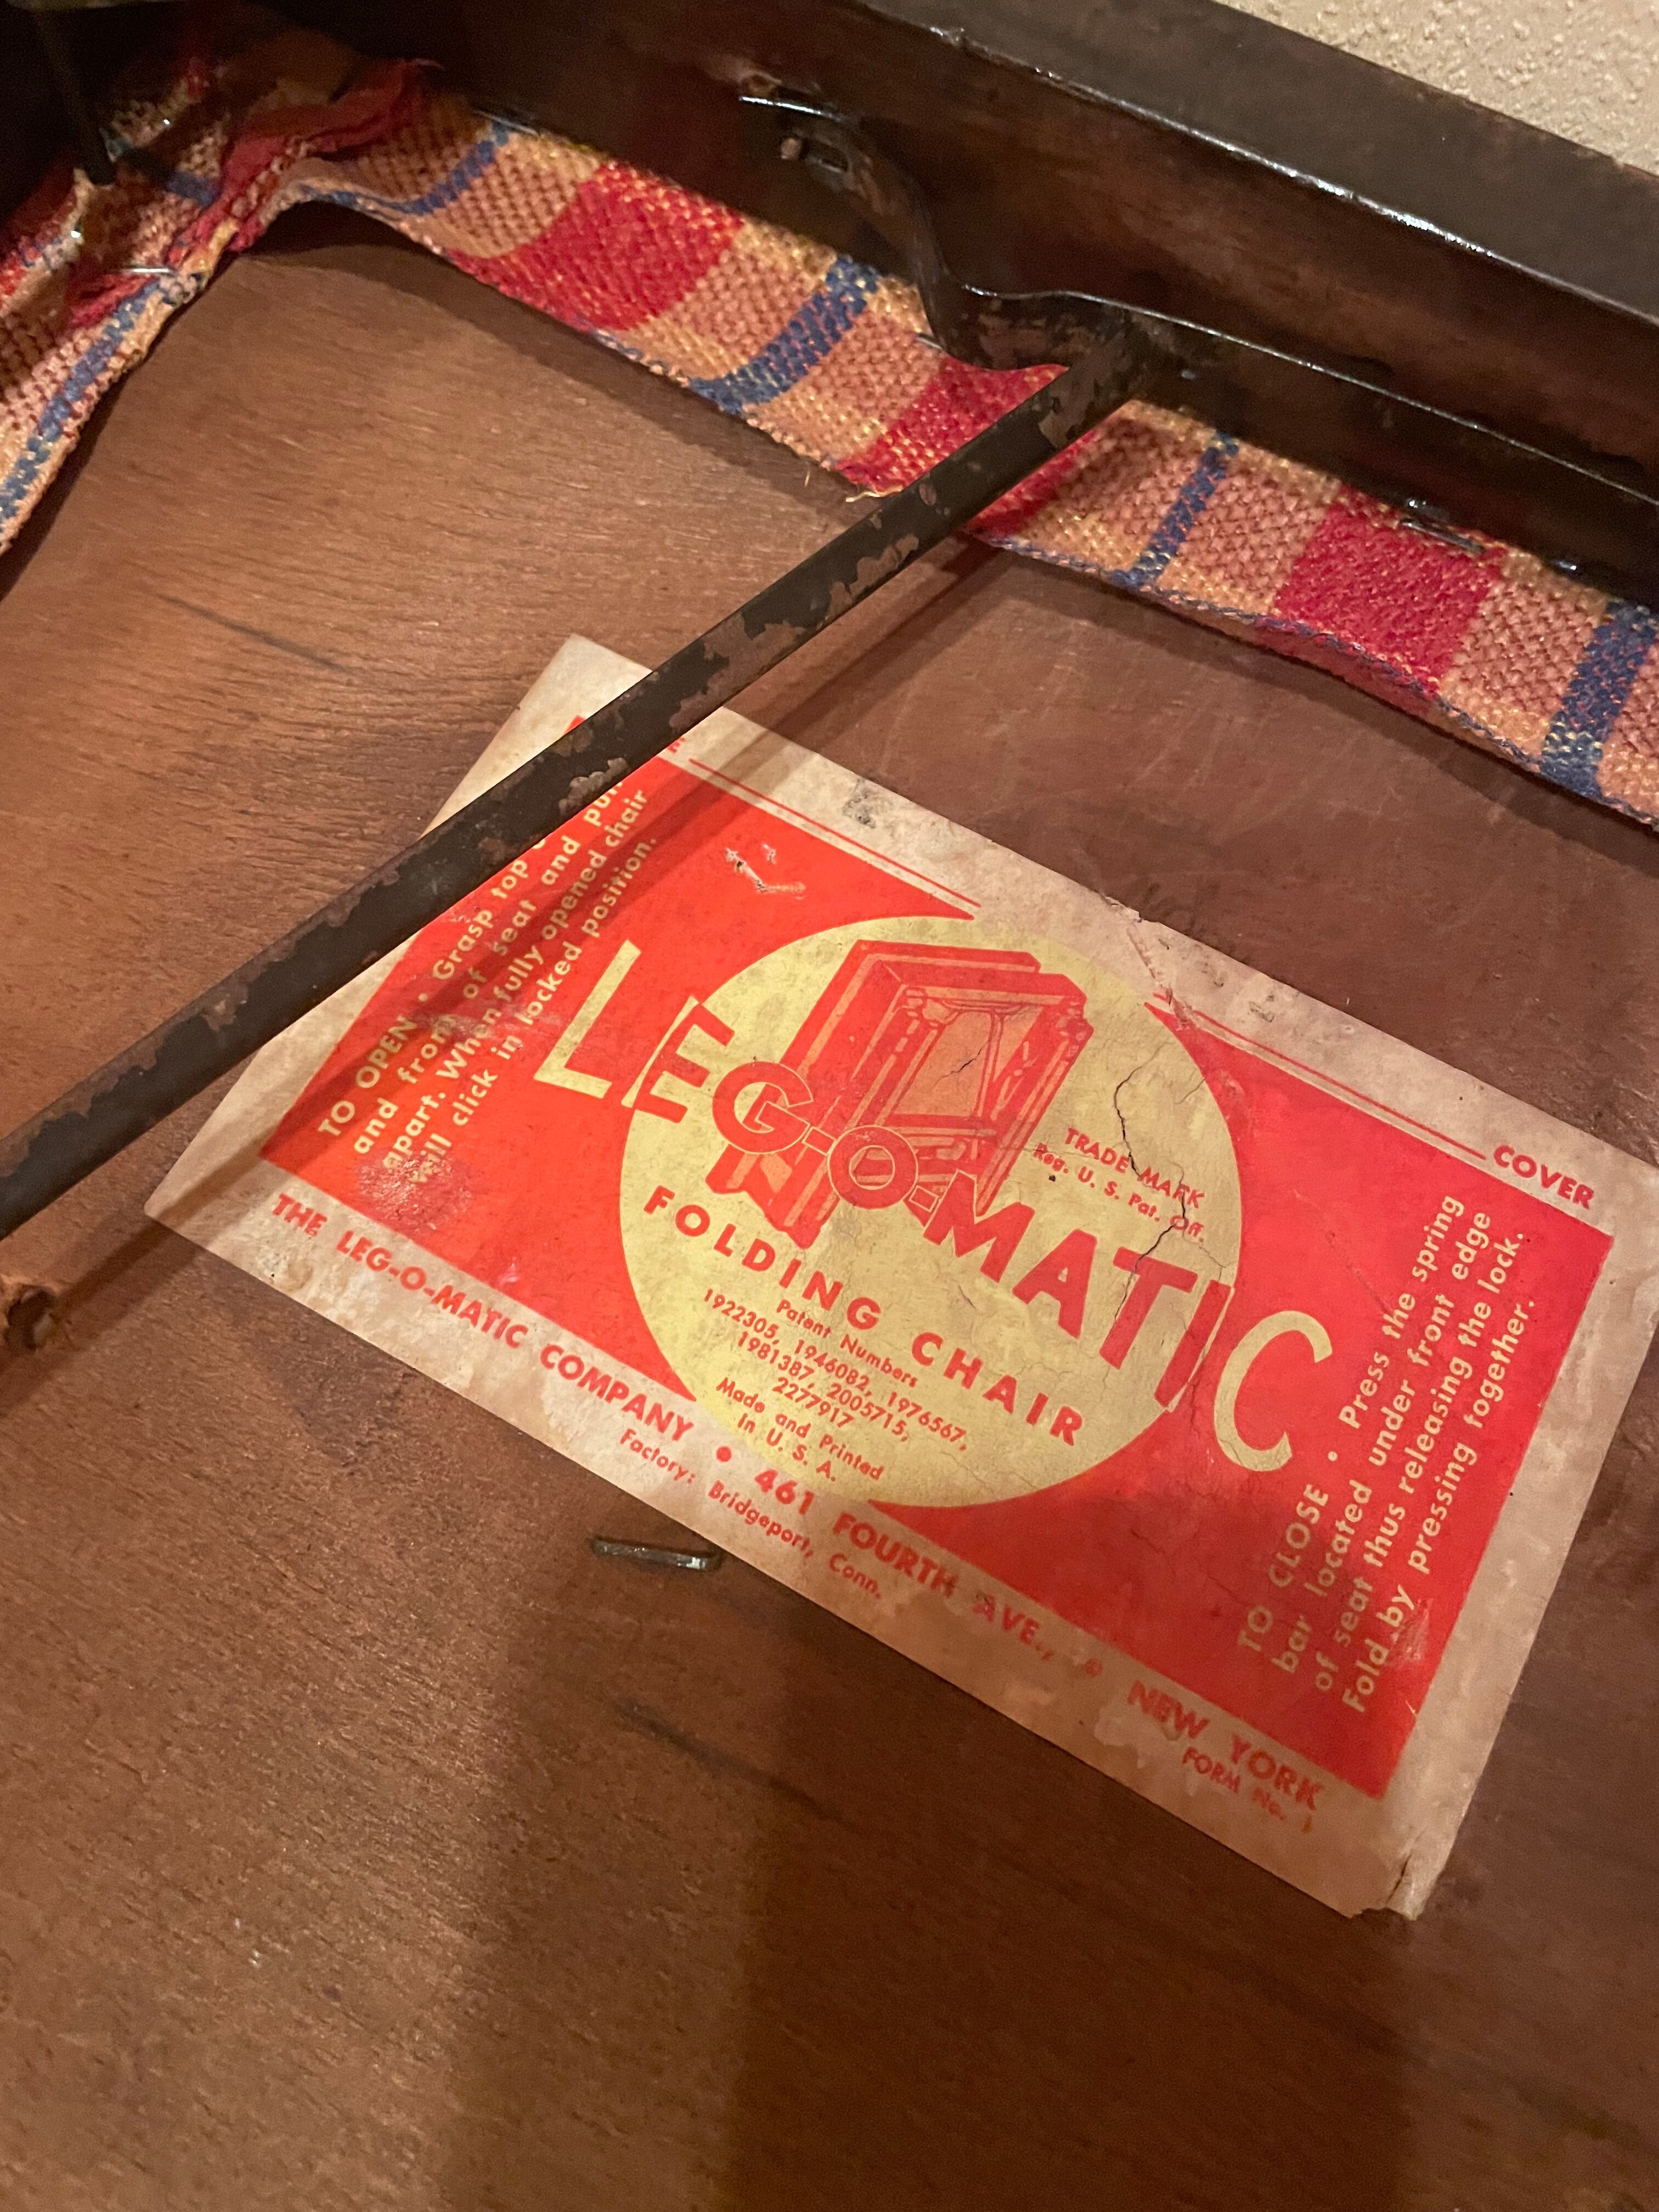 COVER
TO OPEN • Grasp top
and front of seat and pull
apart. When fully opened chair
will click in locked position.
LEG-O-MATIC
TRADE MARK
Reg. U. S. Pat. Off.
FOLDING CHAIR
Patent Numbers
1922305, 1946082, 1976567,
1981387, 2005715,
2277917
Made and Printed
in U. S. A.
TO CLOSE • Press the spring
bar located under front edge
of seat thus releasing the lock.
Fold by pressing together.
THE LEG-O-MATIC COMPANY • 461 FOURTH AVE., NEW YORK
Factory: Bridgeport, Conn.
FORM No. 1